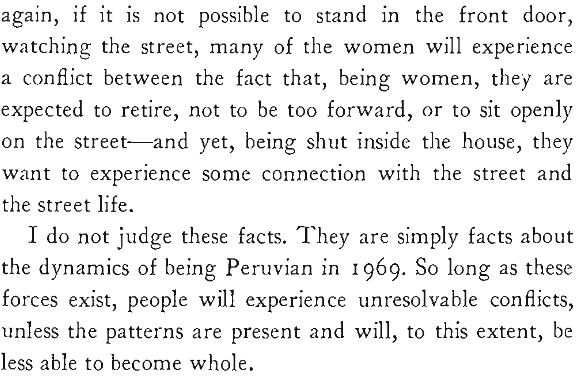 again, if it is not possible to stand in the front door,
watching the street, many of the women will experience
a conflict between the fact that, being women, they are
expected to retire, not to be too forward, or to sit openly
on the street—and yet, being shut inside the house, they
want to experience some connection with the street and
the street life.
I do not judge these facts. They are simply facts about
the dynamics of being Peruvian in 1969. So long as these
forces exist, people will experience unresolvable conflicts,
unless the patterns are present and will, to this extent, be
less able to become whole.